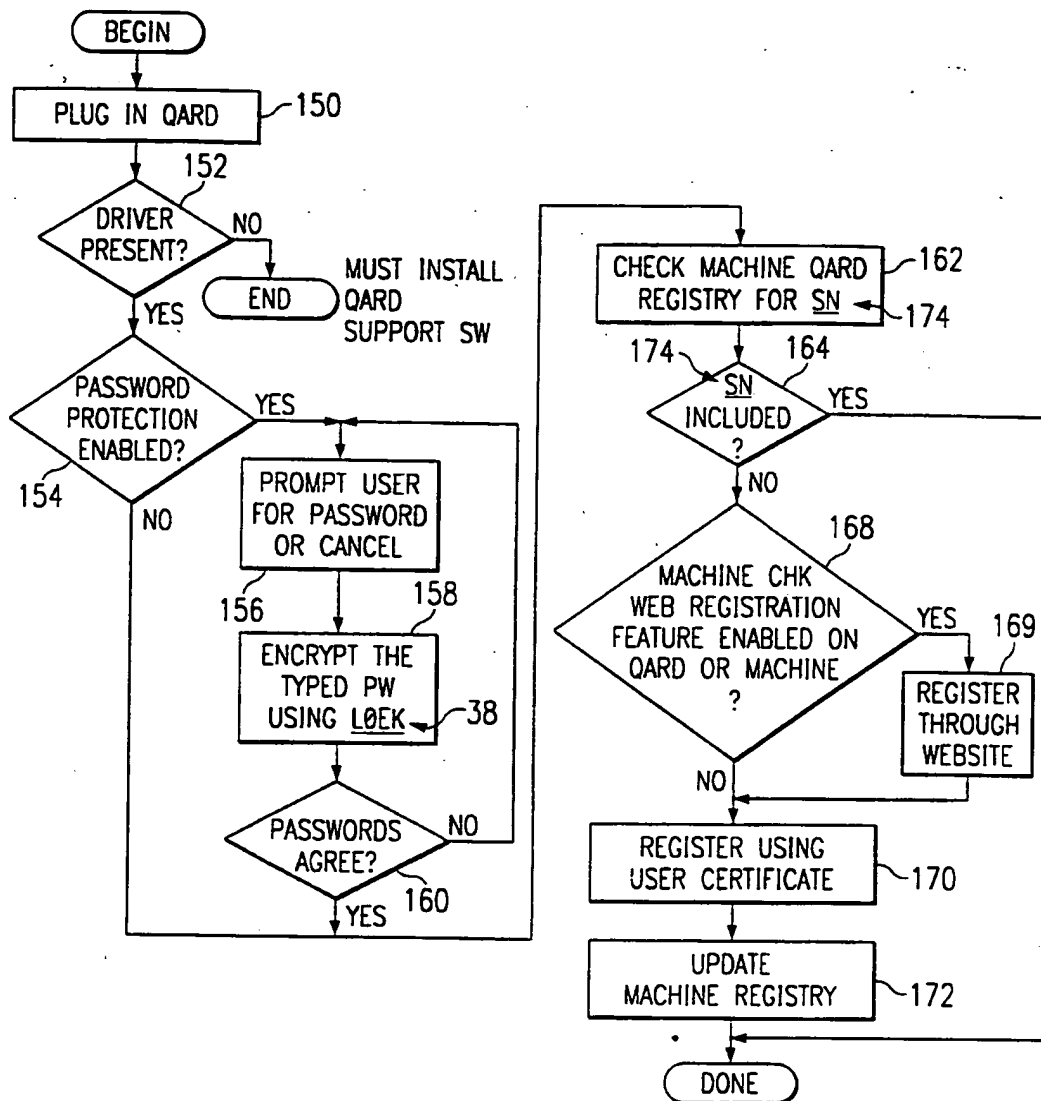 BEGIN
PLUG IN QARD
150
152
DRIVER
PRESENT?
NO
END
MUST INSTALL
QARD
SUPPORT SW
YES
PASSWORD
PROTECTION
ENABLED?
YES
154
NO
PROMPT USER
FOR PASSWORD
OR CANCEL
156
158
ENCRYPT THE
TYPED PW
USING L0EK
38
PASSWORDS
AGREE?
NO
160
YES
CHECK MACHINE QARD
REGISTRY FOR SN
162
174
174
164
SN
INCLUDED
?
YES
NO
168
MACHINE CHK
WEB REGISTRATION
FEATURE ENABLED ON
QARD OR MACHINE
?
YES
169
REGISTER
THROUGH
WEBSITE
NO
REGISTER USING
USER CERTIFICATE
170
UPDATE
MACHINE REGISTRY
172
DONE